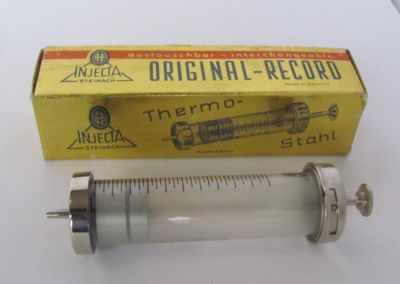 austauschbar - interchangeable
INJECTA
STEINACH
ORIGINAL-RECORD
Made in Germany
INJECTA
STEINACH
Thermo-
Stahl